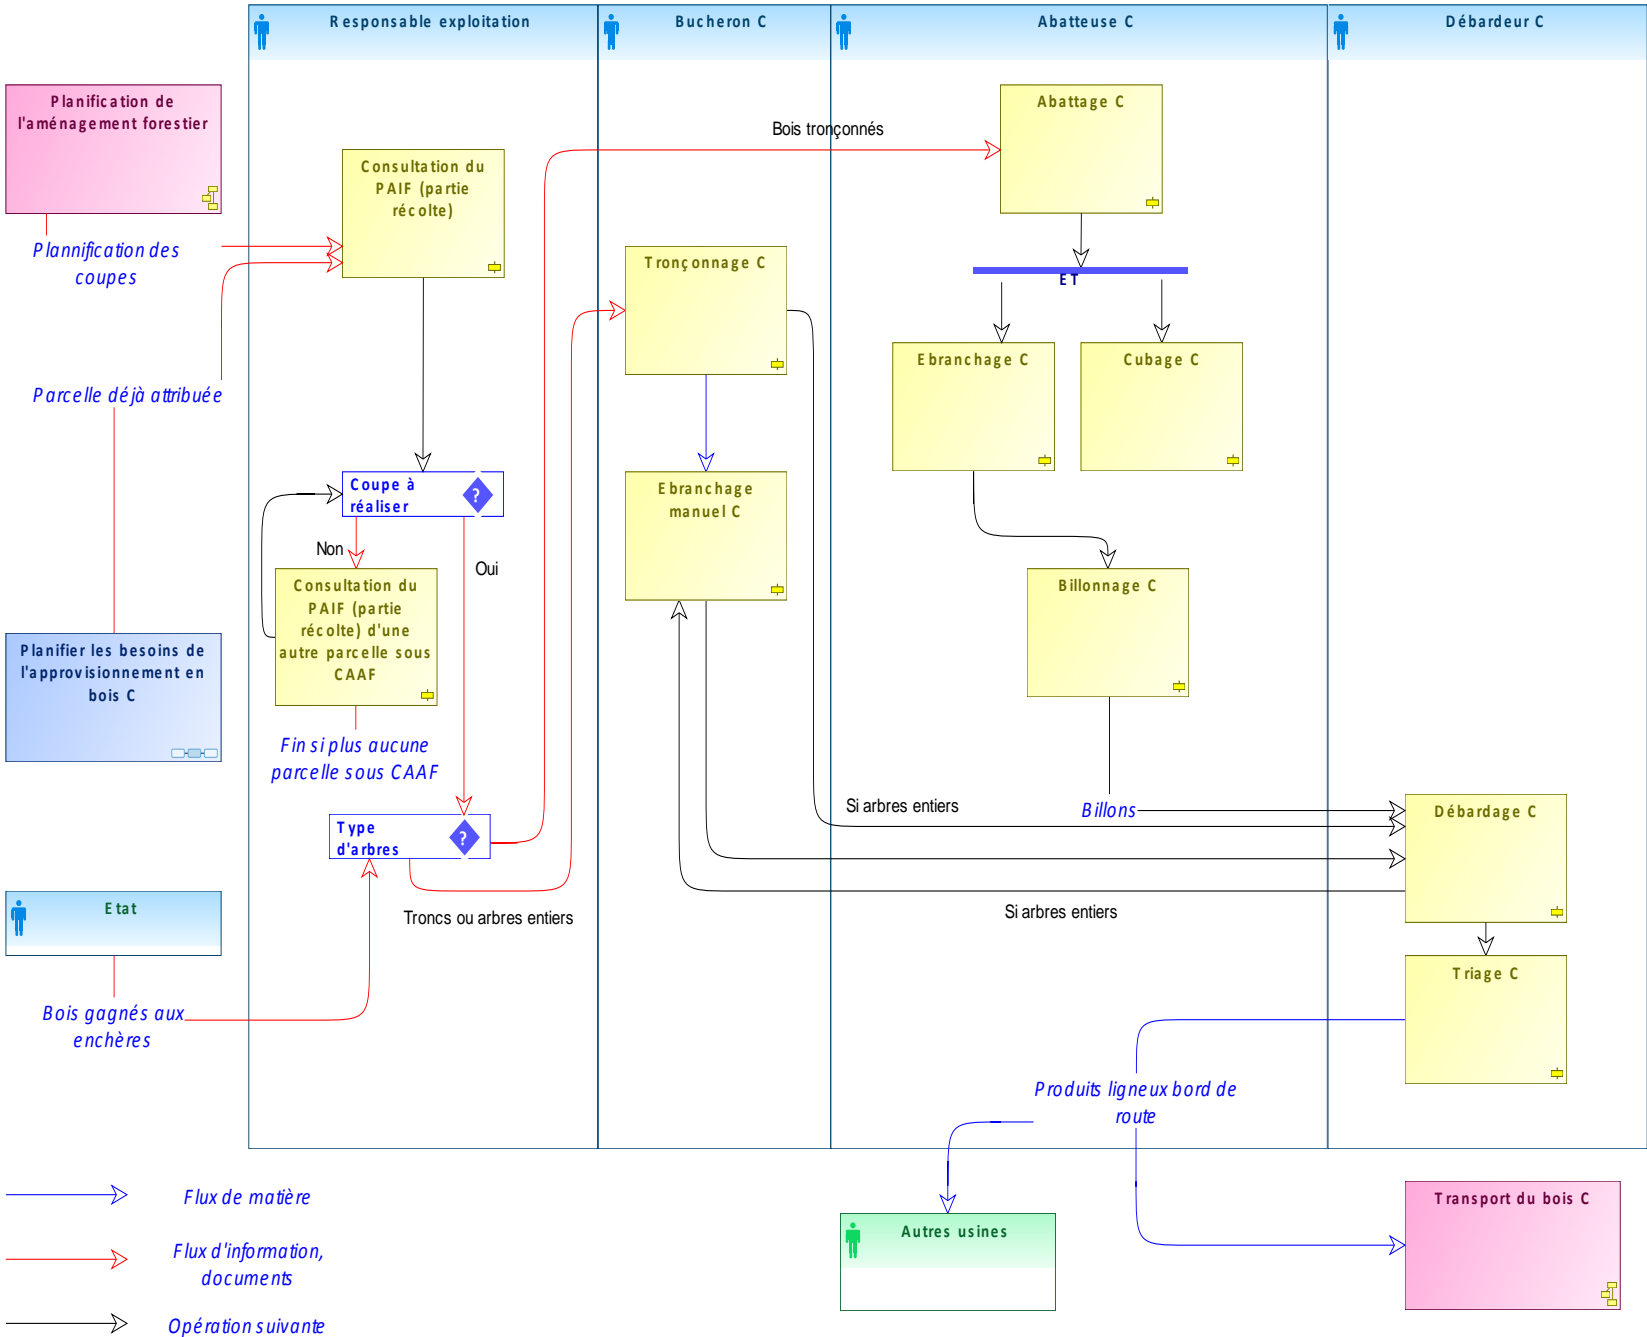 Responsable exploitation
Bucheron C
Abatteuse C
Débardeur C
Planification de
l'aménagement forestier
Plannification des
coupes
Parcelle déjà attribuée
Planifier les besoins de
l'approvisionnement en
bois C
Etat
Bois gagnés aux
enchères
Consultation du
PAIF (partie
récolte)
Coupe à
réaliser
?
Non
Oui
Consultation du
PAIF (partie
récolte) d'une
autre parcelle sous
CAAF
Fin si plus aucune
parcelle sous CAAF
Type
d'arbres
?
Troncs ou arbres entiers
Bois tronçonnés
Tronçonnage C
Ebranchage
manuel C
Abattage C
ET
Ebranchage C
Cubage C
Billonnage C
Si arbres entiers
Billons
Si arbres entiers
Débardage C
Triage C
Produits ligneux bord de
route
Autres usines
Transport du bois C
Flux de matière
Flux d'information,
documents
Opération suivante